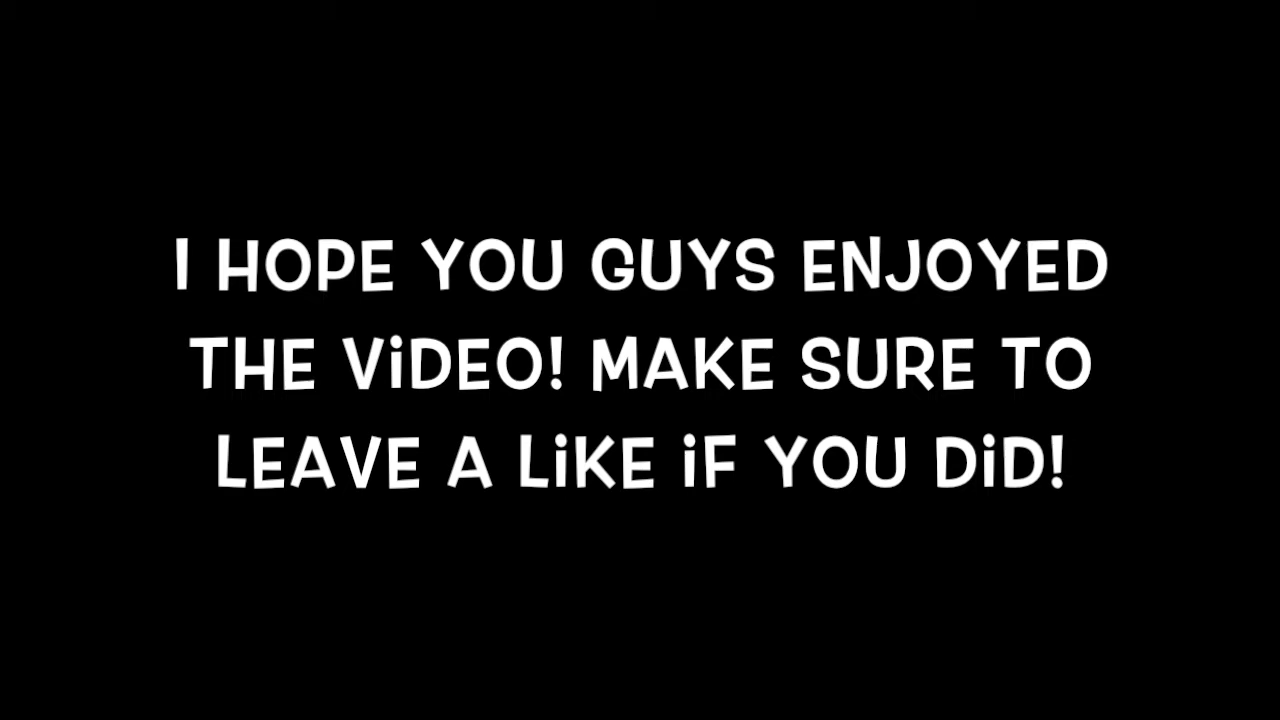 I HOPE YOU GUYS ENJOYED
THE ViDEO! MAKE SURE TO
LEAVE A LiKE iF YOU DiD!